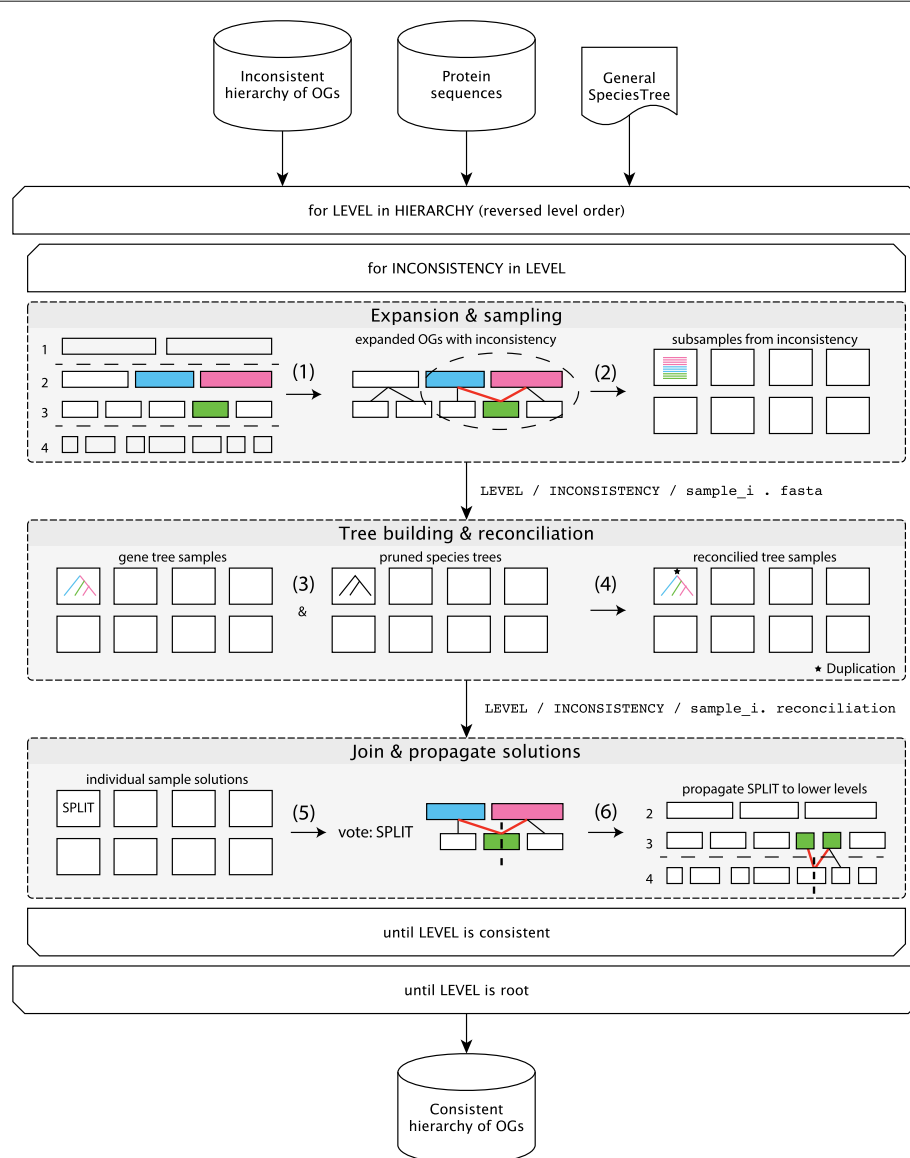 Inconsistent
hierarchy of OGs
Protein
sequences
General
SpeciesTree
for LEVEL in HIERARCHY (reversed level order)
for INCONSISTENCY in LEVEL
Expansion & sampling
1
2
3
4
(1)
expanded OGs with inconsistency
(2)
subsamples from inconsistency
LEVEL / INCONSISTENCY / sample_i . fasta
Tree building & reconciliation
gene tree samples
(3)
&
pruned species trees
(4)
reconcilied tree samples
★ Duplication
LEVEL / INCONSISTENCY / sample_i. reconciliation
Join & propagate solutions
individual sample solutions
SPLIT
(5)
vote: SPLIT
(6)
propagate SPLIT to lower levels
2
3
4
until LEVEL is consistent
until LEVEL is root
Consistent
hierarchy of OGs